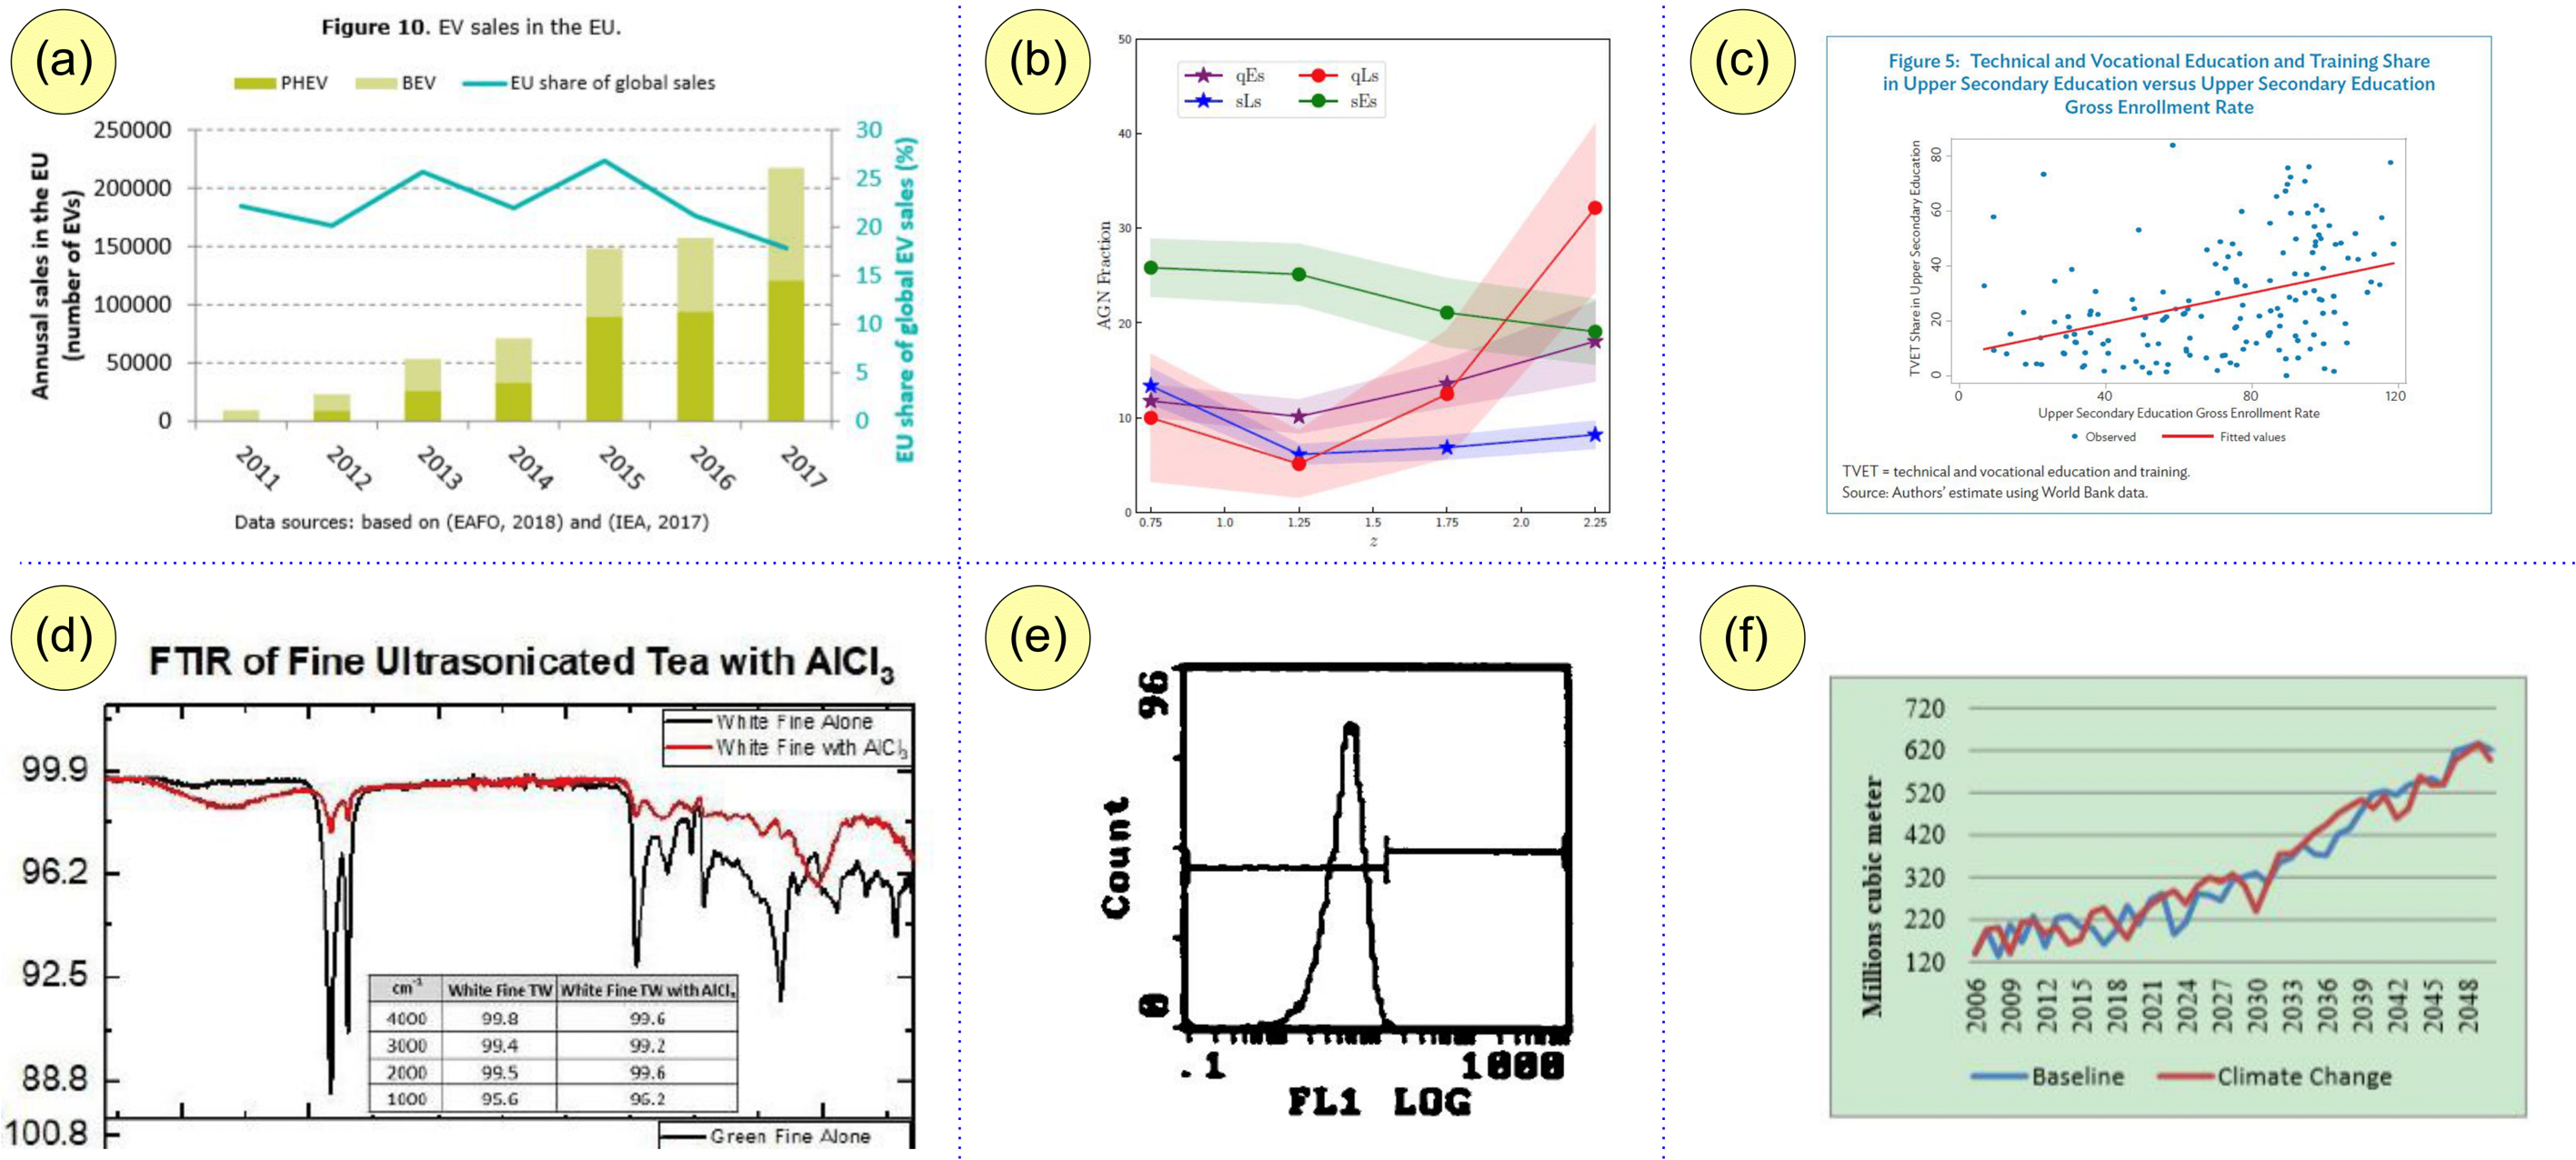 (a)
Figure 10. EV sales in the EU.
PHEV BEV EU share of global sales
Annusal sales in the EU
(number of EVs)
250000
200000
150000
100000
50000
0
30
25
20
15
10
5
0
EU share of global EV sales (%)
2011 2012 2013 2014 2015 2016 2017
Data sources: based on (EAFO, 2018) and (IEA, 2017)
(b)
qEs qLs
sLs sEs
AGN Fraction
50
40
30
20
10
0
0.75 1.0 1.25 1.5 1.75 2.0 2.25
z
(c)
Figure 5: Technical and Vocational Education and Training Share
in Upper Secondary Education versus Upper Secondary Education
Gross Enrollment Rate
TVET Share in Upper Secondary Education
80
60
40
20
0
0 40 80 120
Upper Secondary Education Gross Enrollment Rate
Observed Fitted values
TVET = technical and vocational education and training.
Source: Authors' estimate using World Bank data.
(d)
FTIR of Fine Ultrasonicated Tea with AlCl3
White Fine Alone
White Fine with AlCl3
99.9
96.2
92.5
88.8
100.8
cm-1 White Fine TW White Fine TW with AlCl3
4000 99.8 99.6
3000 99.4 99.2
2000 99.5 99.6
1000 95.6 96.2
Green Fine Alone
(e)
96
Count
0
.1 1000
FL1 LOG
(f)
Millions cubic meter
720
620
520
420
320
220
120
2006 2009 2012 2015 2018 2021 2024 2027 2030 2033 2036 2039 2042 2045 2048
Baseline Climate Change